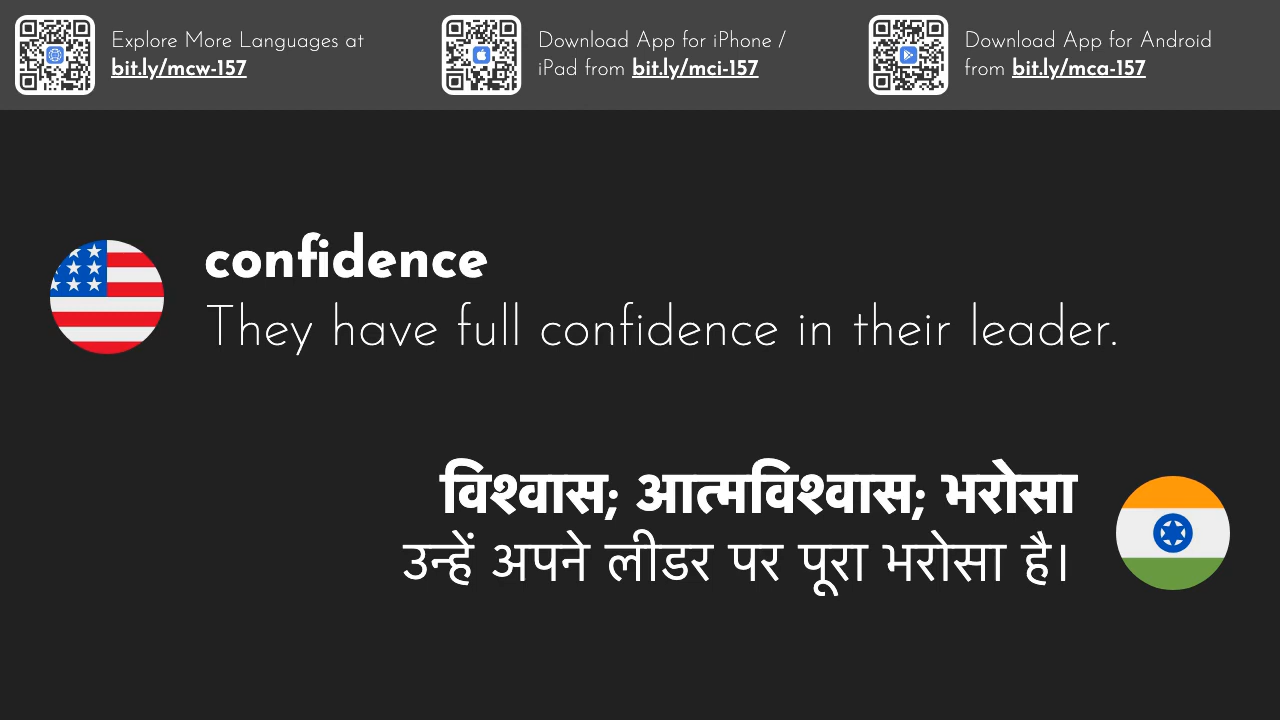 Explore More Languages at
bit.ly/mcw-157
Download App for iPhone /
iPad from bit.ly/mci-157
Download App for Android
from bit.ly/mca-157
confidence
They have full confidence in their leader.
विश्वास; आत्मविश्वास; भरोसा
उन्हें अपने लीडर पर पूरा भरोसा है।